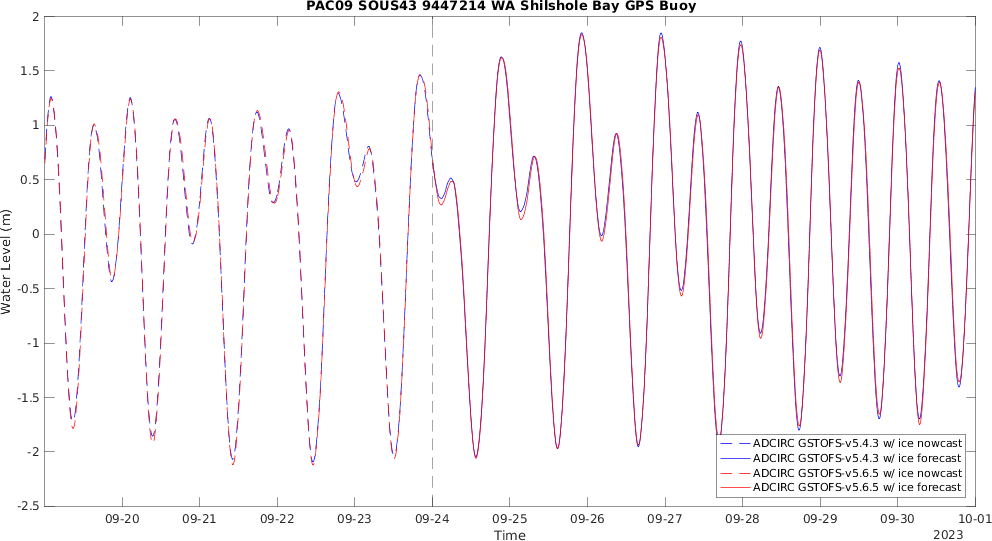 PAC09 SOUS43 9447214 WA Shilshole Bay GPS Buoy
2
1.5
1
0.5
0
-0.5
-1
-1.5
-2
-2.5
Water Level (m)
ADCIRC GSTOFS-v5.4.3 w/ ice nowcast
ADCIRC GSTOFS-v5.4.3 w/ ice forecast
ADCIRC GSTOFS-v5.6.5 w/ ice nowcast
ADCIRC GSTOFS-v5.6.5 w/ ice forecast
09-20 09-21 09-22 09-23 09-24 09-25 09-26 09-27 09-28 09-29 09-30 10-01
Time
2023